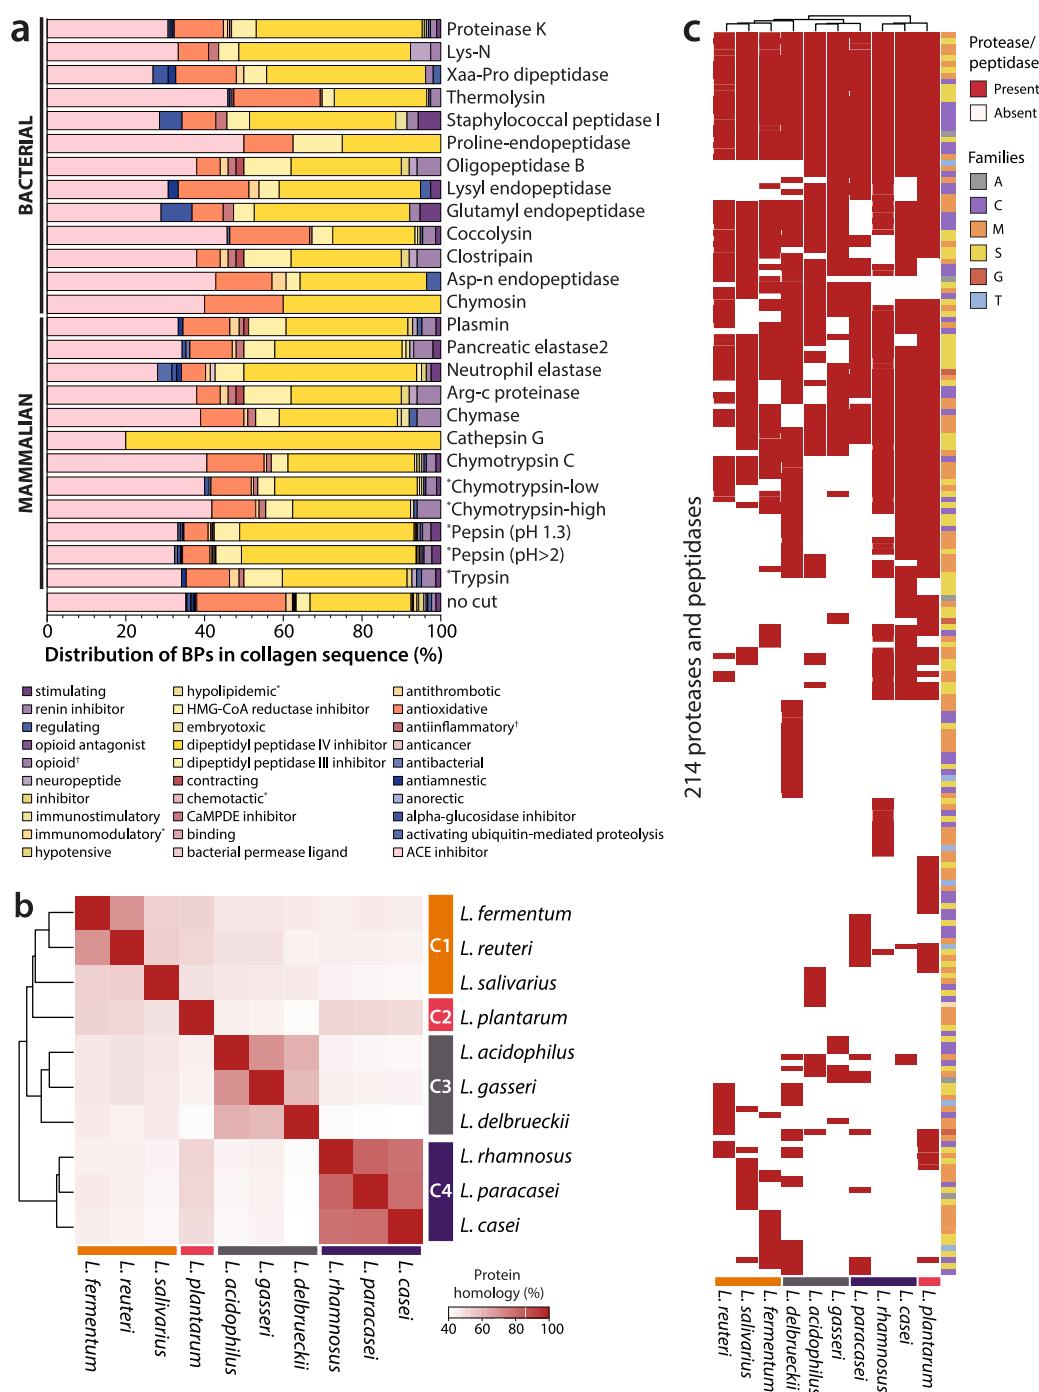 a
BACTERIAL
MAMMALIAN
Proteinase K
Lys-N
Xaa-Pro dipeptidase
Thermolysin
Staphylococcal peptidase I
Proline-endopeptidase
Oligopeptidase B
Lysyl endopeptidase
Glutamyl endopeptidase
Coccolysin
Clostripain
Asp-n endopeptidase
Chymosin
Plasmin
Pancreatic elastase2
Neutrophil elastase
Arg-c proteinase
Chymase
Cathepsin G
Chymotrypsin C
*Chymotrypsin-low
*Chymotrypsin-high
*Pepsin (pH 1.3)
*Pepsin (pH>2)
*Trypsin
no cut
0 20 40 60 80 100
Distribution of BPs in collagen sequence (%)
stimulating
renin inhibitor
regulating
opioid antagonist
opioid†
neuropeptide
inhibitor
immunostimulatory
immunomodulatory*
hypotensive
hypolipidemic*
HMG-CoA reductase inhibitor
embryotoxic
dipeptidyl peptidase IV inhibitor
dipeptidyl peptidase III inhibitor
contracting
chemotactic*
CaMPDE inhibitor
binding
bacterial permease ligand
antithrombotic
antioxidative
antiinflammatory†
anticancer
antibacterial
antiamnestic
anorectic
alpha-glucosidase inhibitor
activating ubiquitin-mediated proteolysis
ACE inhibitor
b
C1
C2
C3
C4
L. fermentum
L. reuteri
L. salivarius
L. plantarum
L. acidophilus
L. gasseri
L. delbrueckii
L. rhamnosus
L. paracasei
L. casei
L. fermentum
L. reuteri
L. salivarius
L. plantarum
L. acidophilus
L. gasseri
L. delbrueckii
L. rhamnosus
L. paracasei
L. casei
Protein
homology (%)
40 60 80 100
c
214 proteases and peptidases
Protease/
peptidase
Present
Absent
Families
A
C
M
S
G
T
L. reuteri
L. salivarius
L. fermentum
L. delbrueckii
L. acidophilus
L. gasseri
L. paracasei
L. rhamnosus
L. casei
L. plantarum